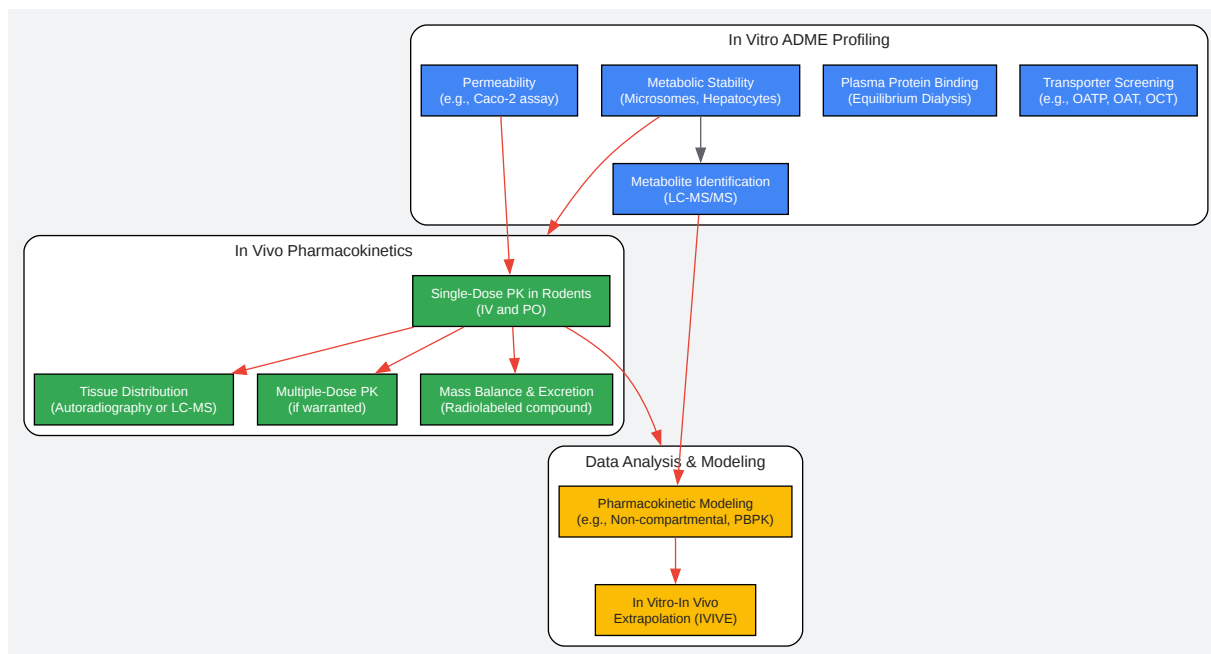 In Vitro ADME Profiling
Permeability
(e.g., Caco-2 assay)
Metabolic Stability
(Microsomes, Hepatocytes)
Plasma Protein Binding
(Equilibrium Dialysis)
Transporter Screening
(e.g., OATP, OAT, OCT)
Metabolite Identification
(LC-MS/MS)
In Vivo Pharmacokinetics
Single-Dose PK in Rodents
(IV and PO)
Tissue Distribution
(Autoradiography or LC-MS)
Multiple-Dose PK
(if warranted)
Mass Balance & Excretion
(Radiolabeled compound)
Data Analysis & Modeling
Pharmacokinetic Modeling
(e.g., Non-compartmental, PBPK)
In Vitro-In Vivo
Extrapolation (IVIVE)